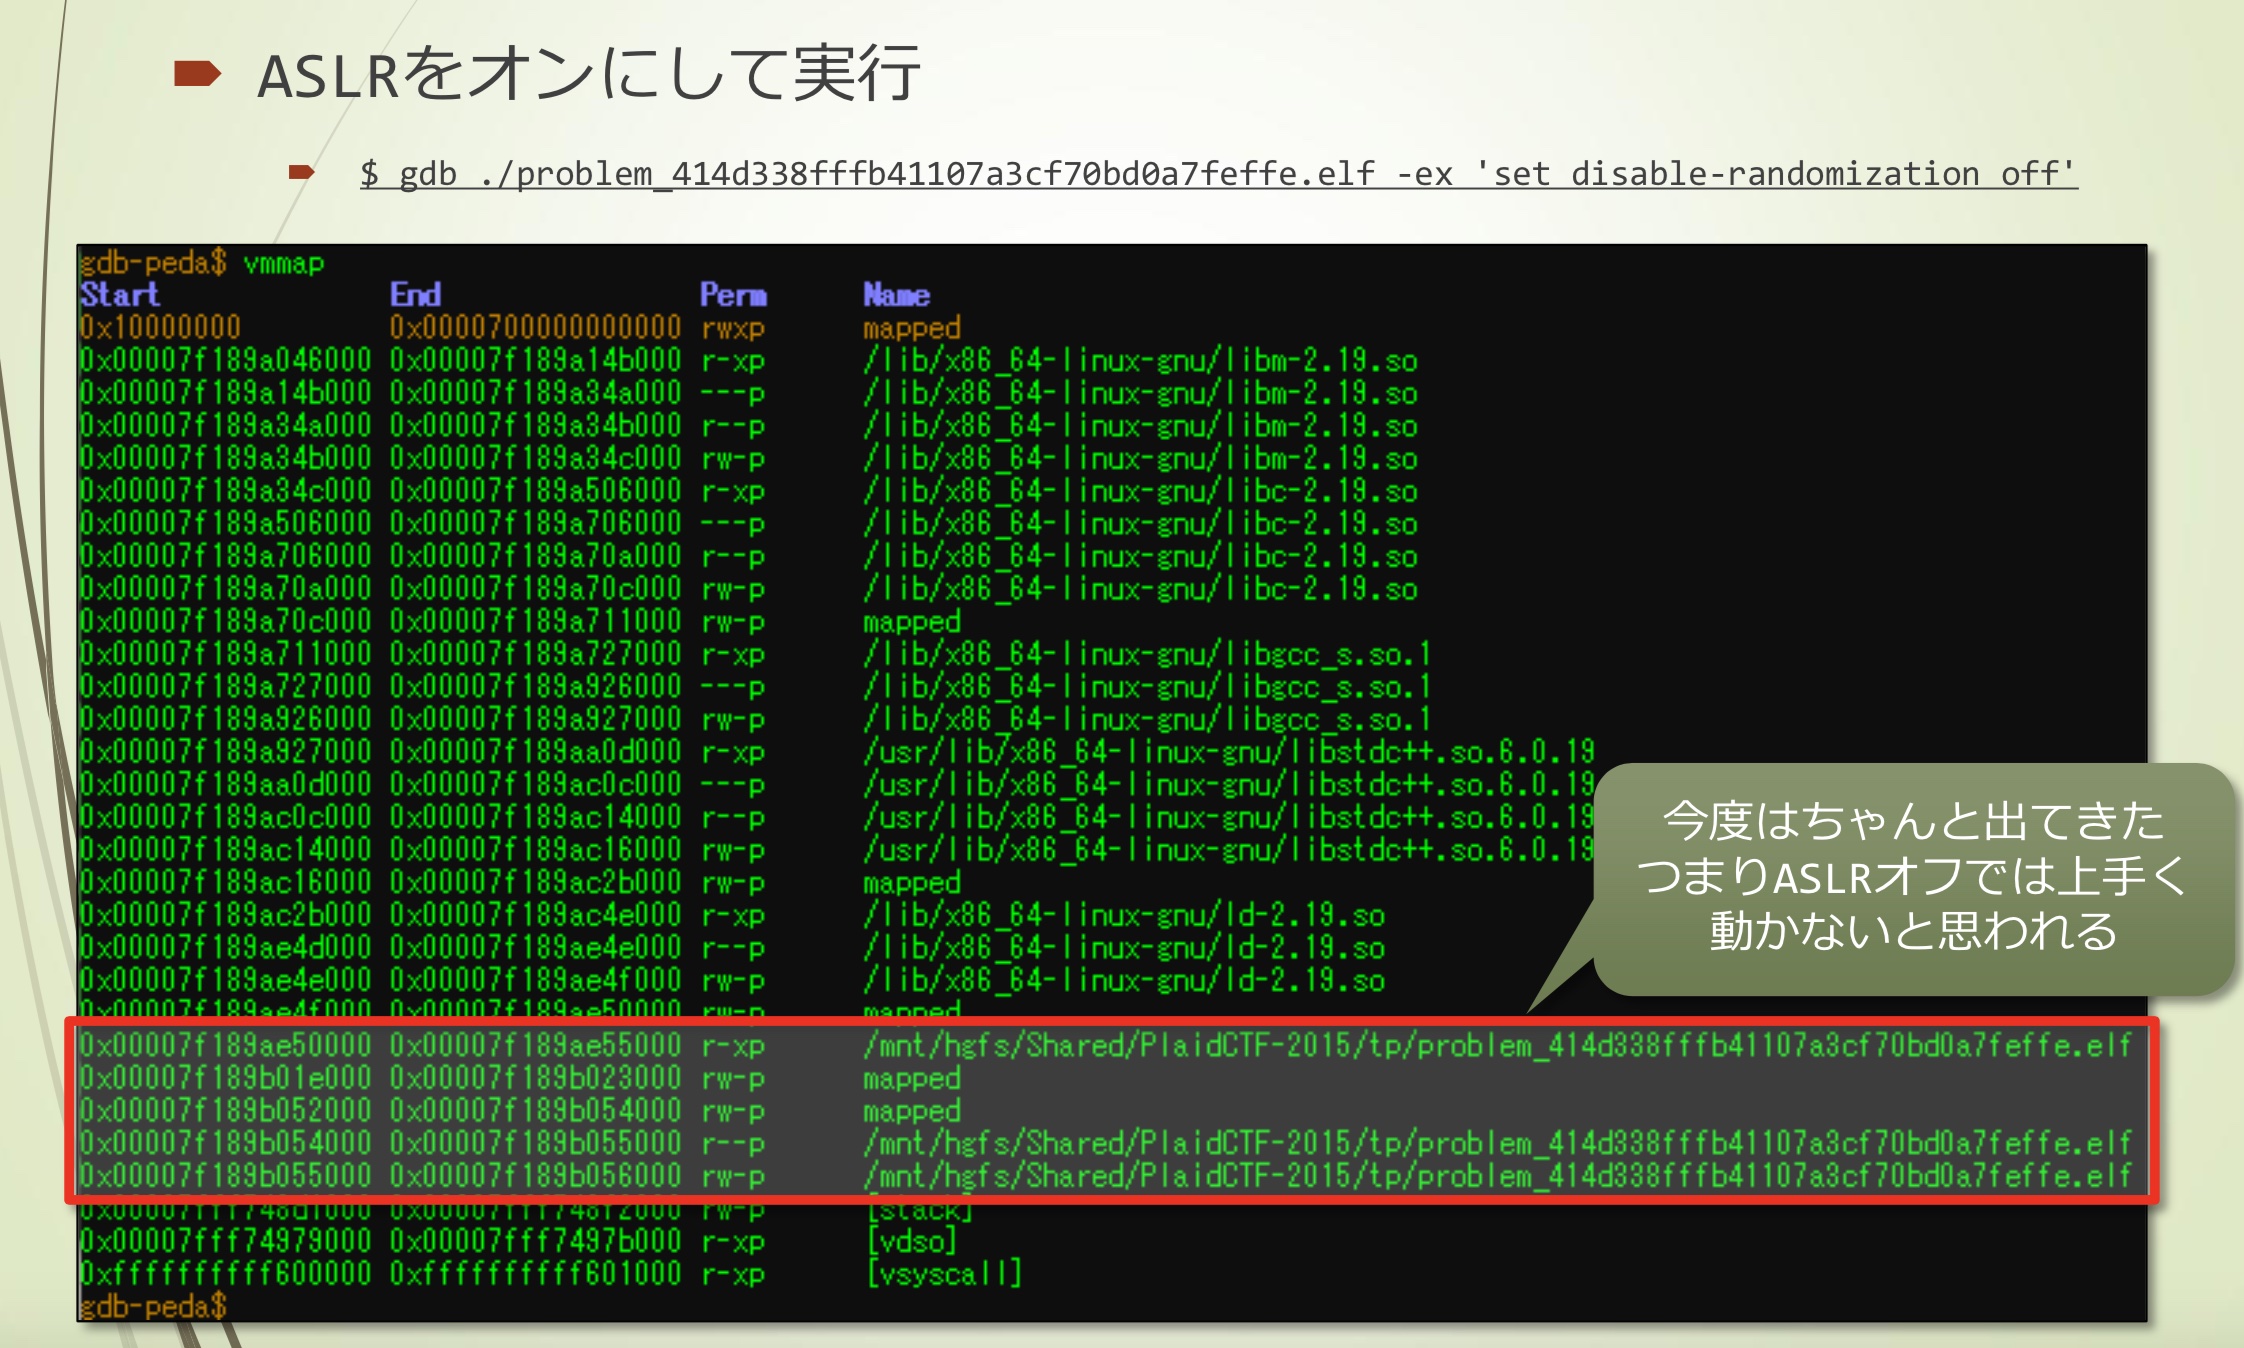 ASLRをオンにして実行
$ gdb ./problem_414d338fffb41107a3cf70bd0a7feffe.elf -ex 'set disable-randomization off'
gdb-peda$ vmmap
Start End Perm Name
0x10000000 0x0000700000000000 rwxp mapped
0x00007f189a046000 0x00007f189a14b000 r-xp /lib/x86_64-linux-gnu/libm-2.19.so
0x00007f189a14b000 0x00007f189a34a000 ---p /lib/x86_64-linux-gnu/libm-2.19.so
0x00007f189a34a000 0x00007f189a34b000 r--p /lib/x86_64-linux-gnu/libm-2.19.so
0x00007f189a34b000 0x00007f189a34c000 rw-p /lib/x86_64-linux-gnu/libm-2.19.so
0x00007f189a34c000 0x00007f189a506000 r-xp /lib/x86_64-linux-gnu/libc-2.19.so
0x00007f189a506000 0x00007f189a706000 ---p /lib/x86_64-linux-gnu/libc-2.19.so
0x00007f189a706000 0x00007f189a70a000 r--p /lib/x86_64-linux-gnu/libc-2.19.so
0x00007f189a70a000 0x00007f189a70c000 rw-p /lib/x86_64-linux-gnu/libc-2.19.so
0x00007f189a70c000 0x00007f189a711000 rw-p mapped
0x00007f189a711000 0x00007f189a727000 r-xp /lib/x86_64-linux-gnu/libgcc_s.so.1
0x00007f189a727000 0x00007f189a926000 ---p /lib/x86_64-linux-gnu/libgcc_s.so.1
0x00007f189a926000 0x00007f189a927000 rw-p /lib/x86_64-linux-gnu/libgcc_s.so.1
0x00007f189a927000 0x00007f189aa0d000 r-xp /usr/lib/x86_64-linux-gnu/libstdc++.so.6.0.19
0x00007f189aa0d000 0x00007f189ac0c000 ---p /usr/lib/x86_64-linux-gnu/libstdc++.so.6.0.19
0x00007f189ac0c000 0x00007f189ac14000 r--p /usr/lib/x86_64-linux-gnu/libstdc++.so.6.0.19
0x00007f189ac14000 0x00007f189ac16000 rw-p /usr/lib/x86_64-linux-gnu/libstdc++.so.6.0.19
0x00007f189ac16000 0x00007f189ac2b000 rw-p mapped
0x00007f189ac2b000 0x00007f189ac4e000 r-xp /lib/x86_64-linux-gnu/ld-2.19.so
0x00007f189ae4d000 0x00007f189ae4e000 r--p /lib/x86_64-linux-gnu/ld-2.19.so
0x00007f189ae4e000 0x00007f189ae4f000 rw-p /lib/x86_64-linux-gnu/ld-2.19.so
0x00007f189ae4f000 0x00007f189ae50000 rw-p mapped
0x00007f189ae50000 0x00007f189ae55000 r-xp /mnt/hgfs/Shared/PlaidCTF-2015/tp/problem_414d338fffb41107a3cf70bd0a7feffe.elf
0x00007f189b01e000 0x00007f189b023000 rw-p mapped
0x00007f189b052000 0x00007f189b054000 rw-p mapped
0x00007f189b054000 0x00007f189b055000 r--p /mnt/hgfs/Shared/PlaidCTF-2015/tp/problem_414d338fffb41107a3cf70bd0a7feffe.elf
0x00007f189b055000 0x00007f189b056000 rw-p /mnt/hgfs/Shared/PlaidCTF-2015/tp/problem_414d338fffb41107a3cf70bd0a7feffe.elf
0x00007fff748d1000 0x00007fff748f2000 rw-p [stack]
0x00007fff74979000 0x00007fff7497b000 r-xp [vdso]
0xffffffffff600000 0xffffffffff601000 r-xp [vsyscall]
gdb-peda$
今度はちゃんと出てきた
つまりASLRオフでは上手く
動かないと思われる